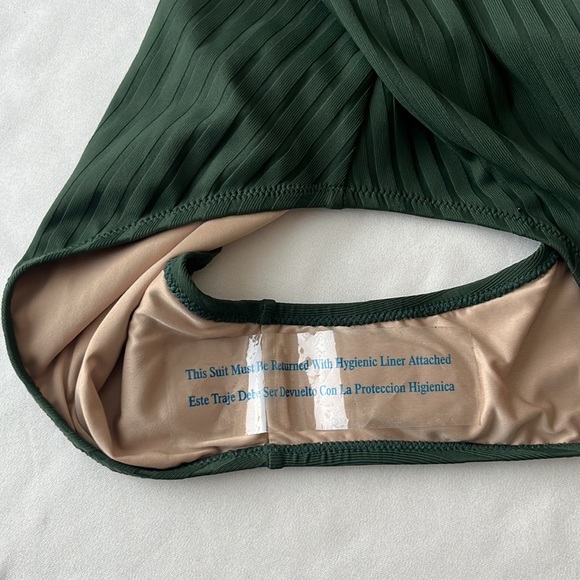 This Suit Must Be Returned With Hygienic Liner Attached
Este Traje Debe Ser Devuelto Con La Proteccion Higienica